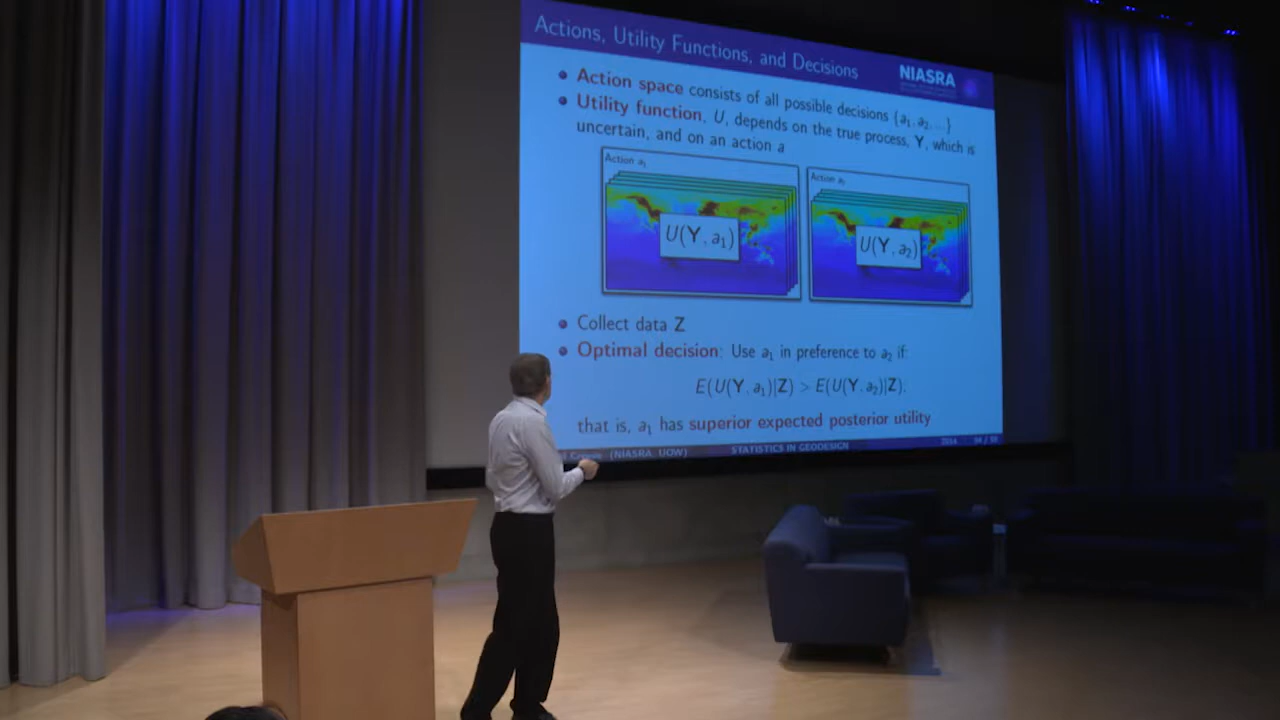 Actions, Utility Functions, and Decisions
NIASRA
Action space consists of all possible decisions {a₁, a₂, ...}
Utility function, U, depends on the true process, Y, which is
uncertain, and on an action a
Action a₁
Action a₂
U(Y, a₁)
U(Y, a₂)
Collect data Z
Optimal decision: Use a₁ in preference to a₂ if:
E(U(Y, a₁)|Z) > E(U(Y, a₂)|Z).
that is, a₁ has superior expected posterior utility
Cressie (NIASRA, UOW) STATISTICS IN GEODESIGN 2014